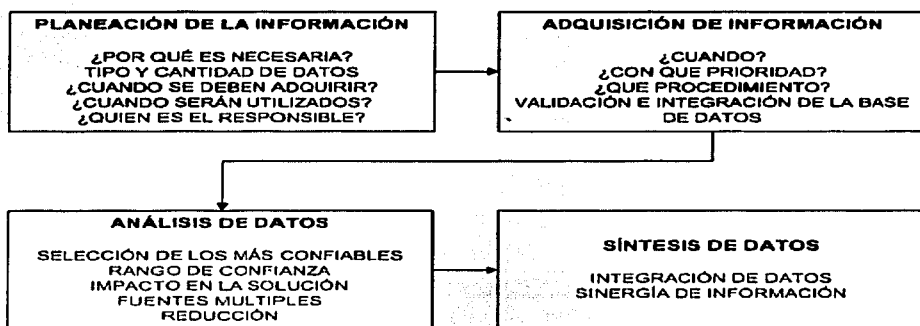 PLANEACIÓN DE LA INFORMACIÓN
¿POR QUÉ ES NECESARIA?
TIPO Y CANTIDAD DE DATOS
¿CUANDO SE DEBEN ADQUIRIR?
¿CUANDO SERÁN UTILIZADOS?
¿QUIEN ES EL RESPONSIBLE?
ADQUISICIÓN DE INFORMACIÓN
¿CUANDO?
¿CON QUE PRIORIDAD?
¿QUE PROCEDIMIENTO?
VALIDACIÓN E INTEGRACIÓN DE LA BASE
DE DATOS
ANÁLISIS DE DATOS
SELECCIÓN DE LOS MÁS CONFIABLES
RANGO DE CONFIANZA
IMPACTO EN LA SOLUCIÓN
FUENTES MULTIPLES
REDUCCIÓN
SÍNTESIS DE DATOS
INTEGRACIÓN DE DATOS
SINERGÍA DE INFORMACIÓN